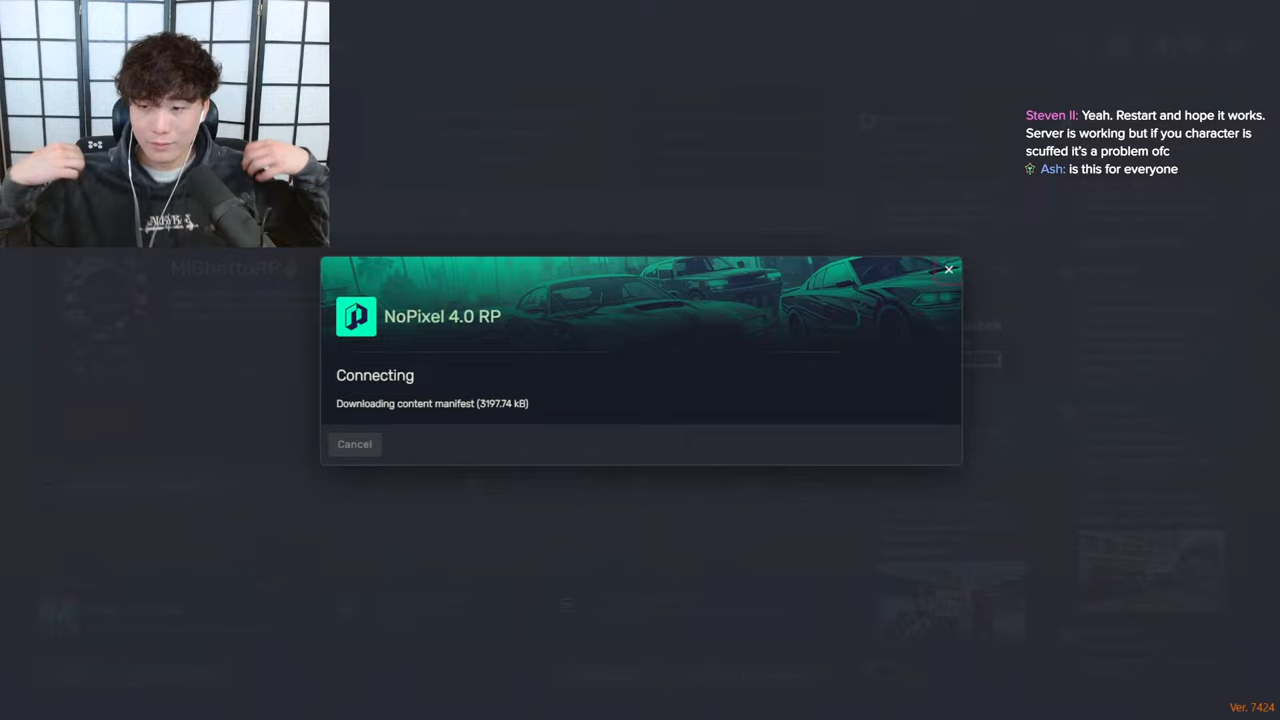 Steven II: Yeah. Restart and hope it works.
Server is working but if you character is
scuffed it's a problem ofc
Ash: is this for everyone
MIGhettoRP
NoPixel 4.0 RP
Connecting
Downloading content manifest (3197.74 kB)
Cancel
Ver. 7424